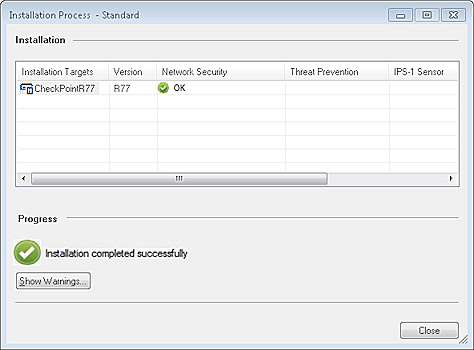 Installation Process - Standard
Installation
Installation Targets Version Network Security Threat Prevention IPS-1 Sensor
CheckPointR77 R77 OK
Progress
Installation completed successfully
Show Warnings...
Close